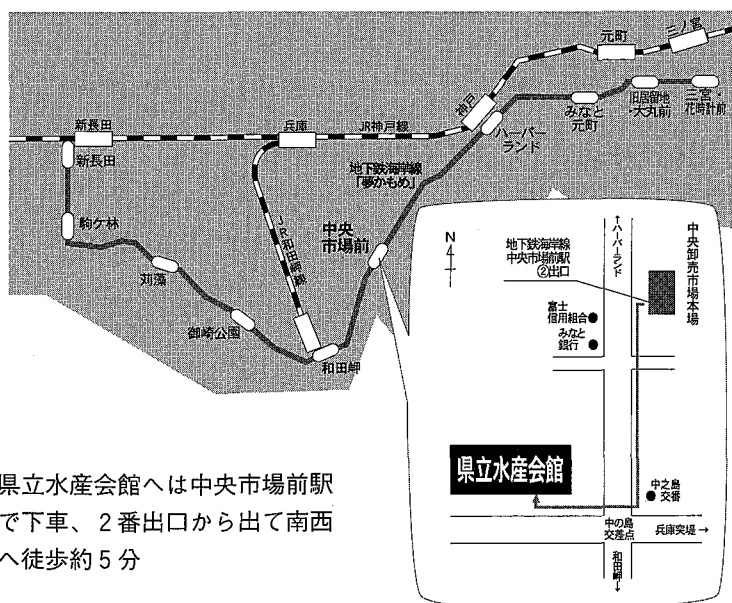 三ノ宮
元町
神戸
三宮・
花時計前
旧居留地
・大丸前
みなと
元町
ハーバー
ランド
JR神戸線
兵庫
新長田
新長田
地下鉄海岸線
「夢かもめ」
中央
市場前
JR和田岬線
駒ケ林
苅藻
御崎公園
和田岬
N
←ハーバーランド
中央卸売市場本場
地下鉄海岸線
中央市場前駅
②出口
富士
信用組合
みなと
銀行
県立水産会館
中之島
交番
中の島
交差点
兵庫突堤→
和田岬→
県立水産会館へは中央市場前駅
で下車、2番出口から出て南西
へ徒歩約5分